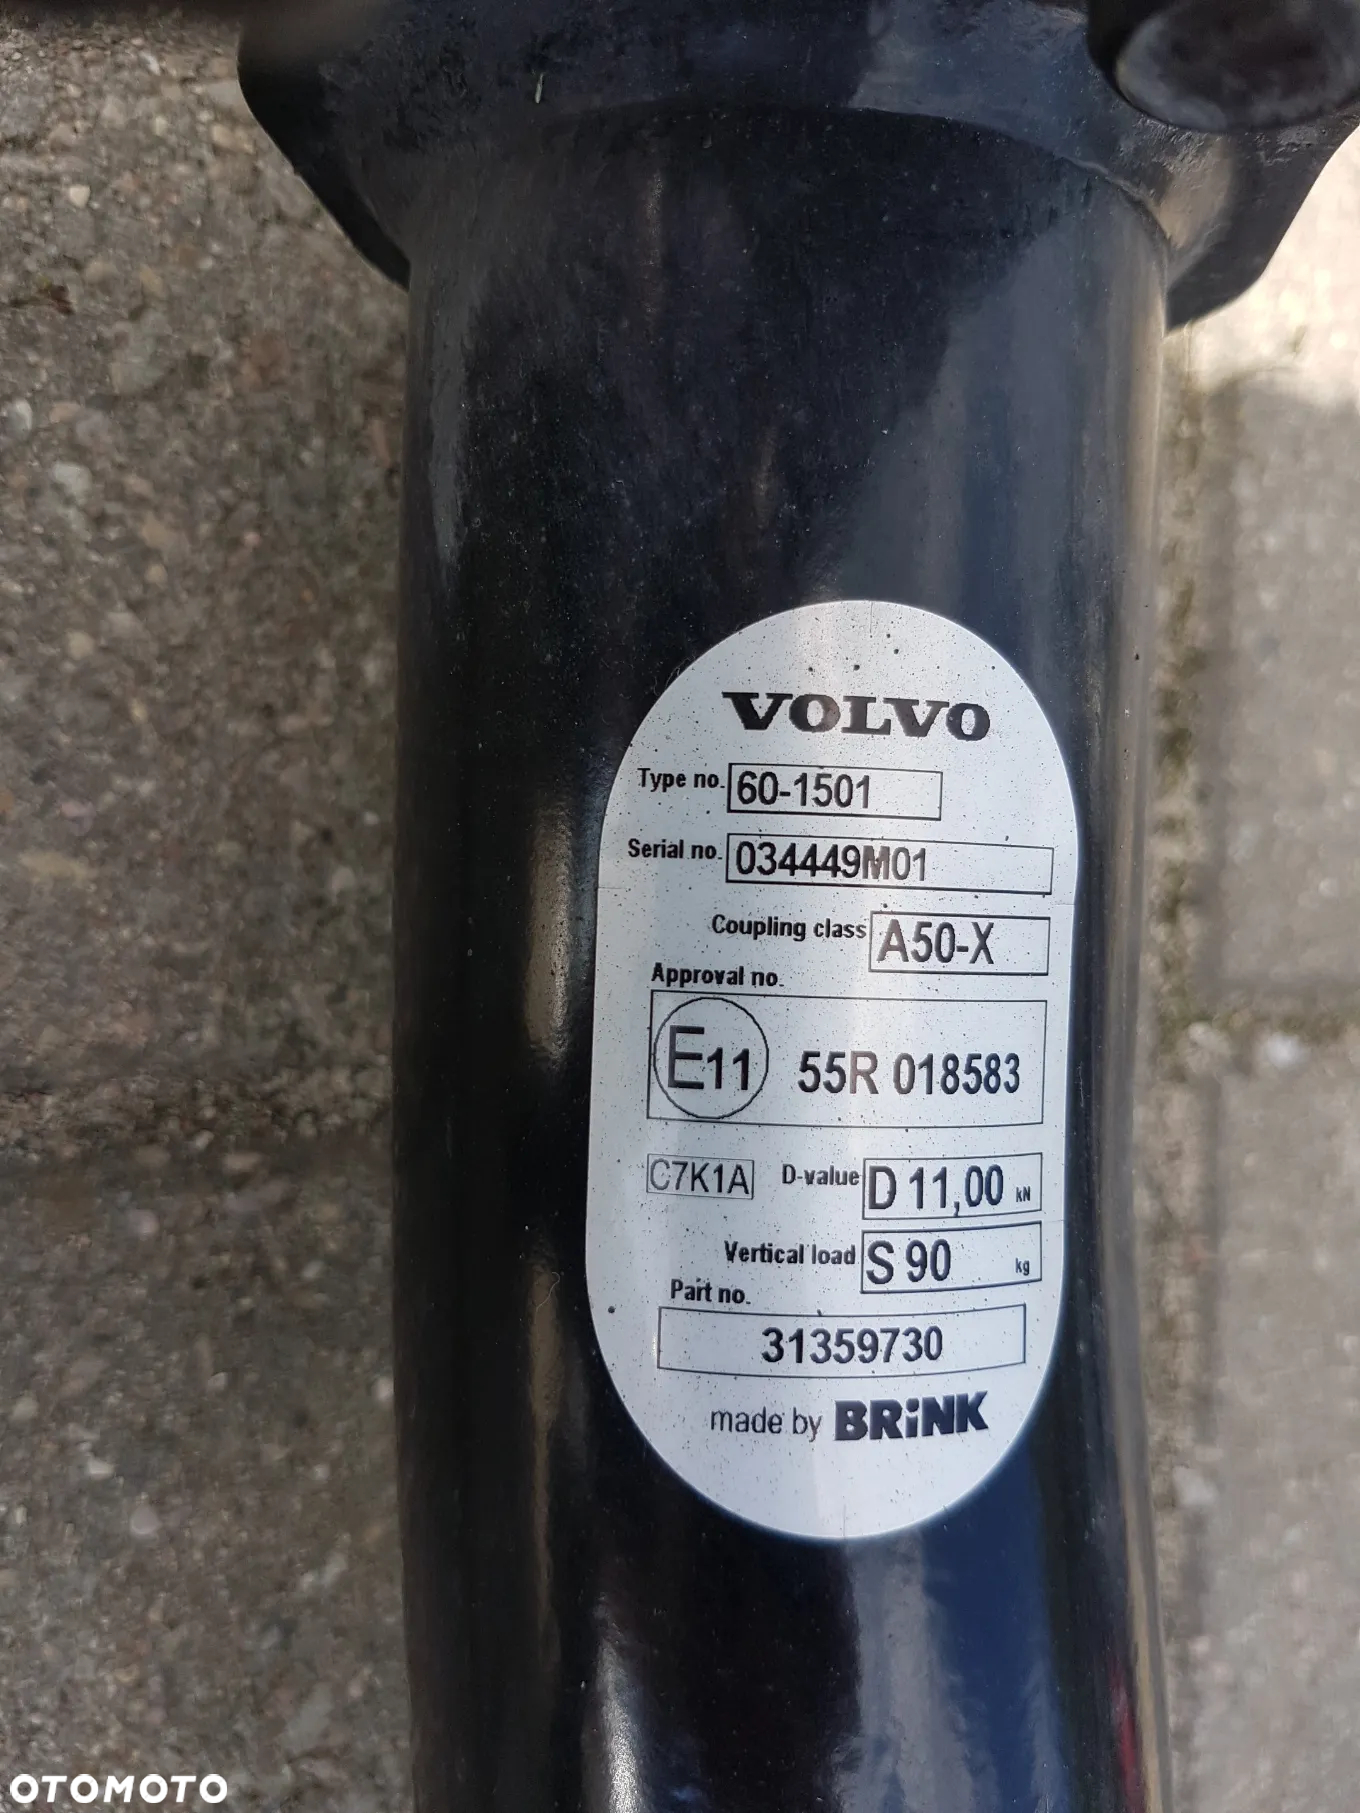 VOLVO
Type no. 60-1501
Serial no. 034449M01
Coupling class A50-X
Approval no.
E11 55R 018583
C7K1A D-value D 11,00 kN
Vertical load S 90 kg
Part no.
31359730
made by BRiNK
OTOMOTO